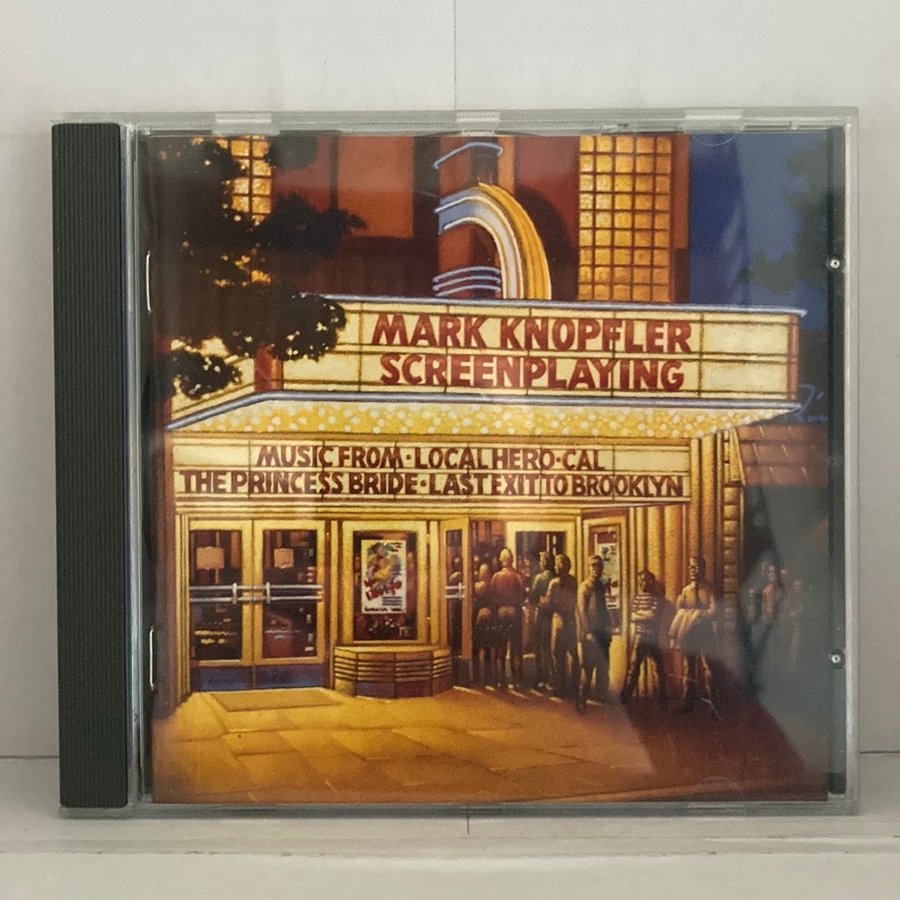 MARK KNOPFLER
SCREENPLAYING
MUSIC FROM · LOCAL HERO · CAL
THE PRINCESS BRIDE · LAST EXIT TO BROOKLYN